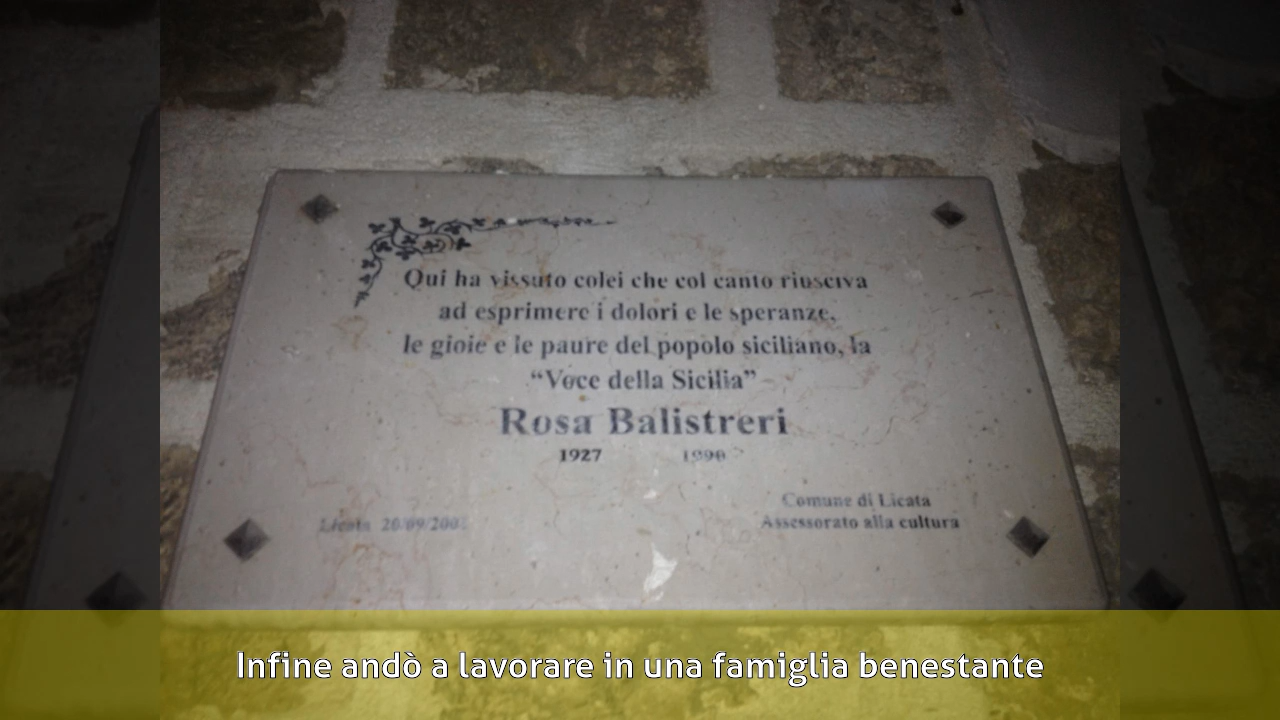 Qui ha vissuto colei che col canto riusciva
ad esprimere i dolori e le speranze,
le gioie e le paure del popolo siciliano, la
“Voce della Sicilia”
Rosa Balistreri
1927 1990
Comune di Licata
Licata Assessorato alla cultura
Infine andò a lavorare in una famiglia benestante